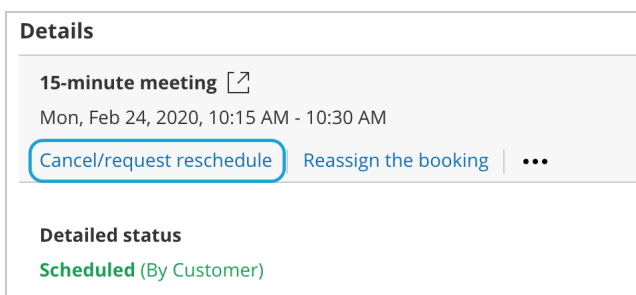 Details
15-minute meeting
Mon, Feb 24, 2020, 10:15 AM - 10:30 AM
Cancel/request reschedule Reassign the booking •••
Detailed status
Scheduled (By Customer)